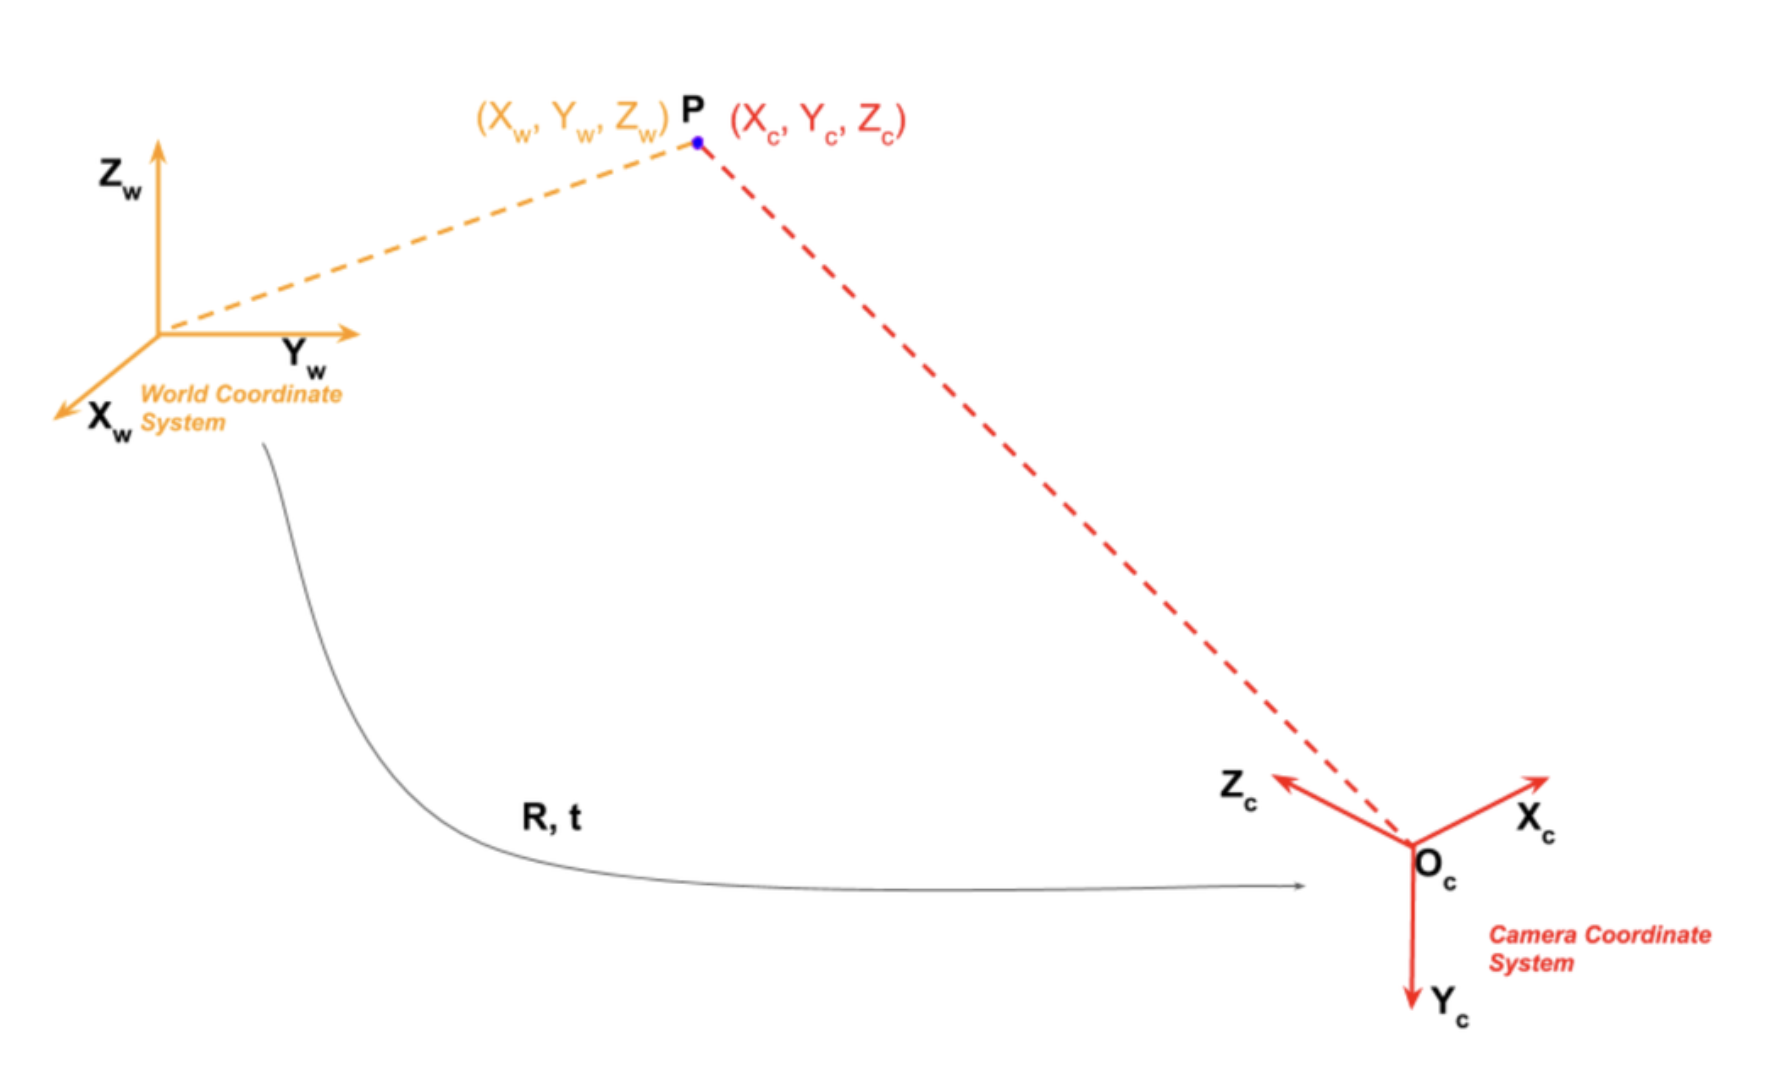 (Xw, Yw, Zw) P (Xc, Yc, Zc)
Zw
Yw
World Coordinate
System
Xw
R, t
Zc
Xc
Oc
Camera Coordinate
System
Yc